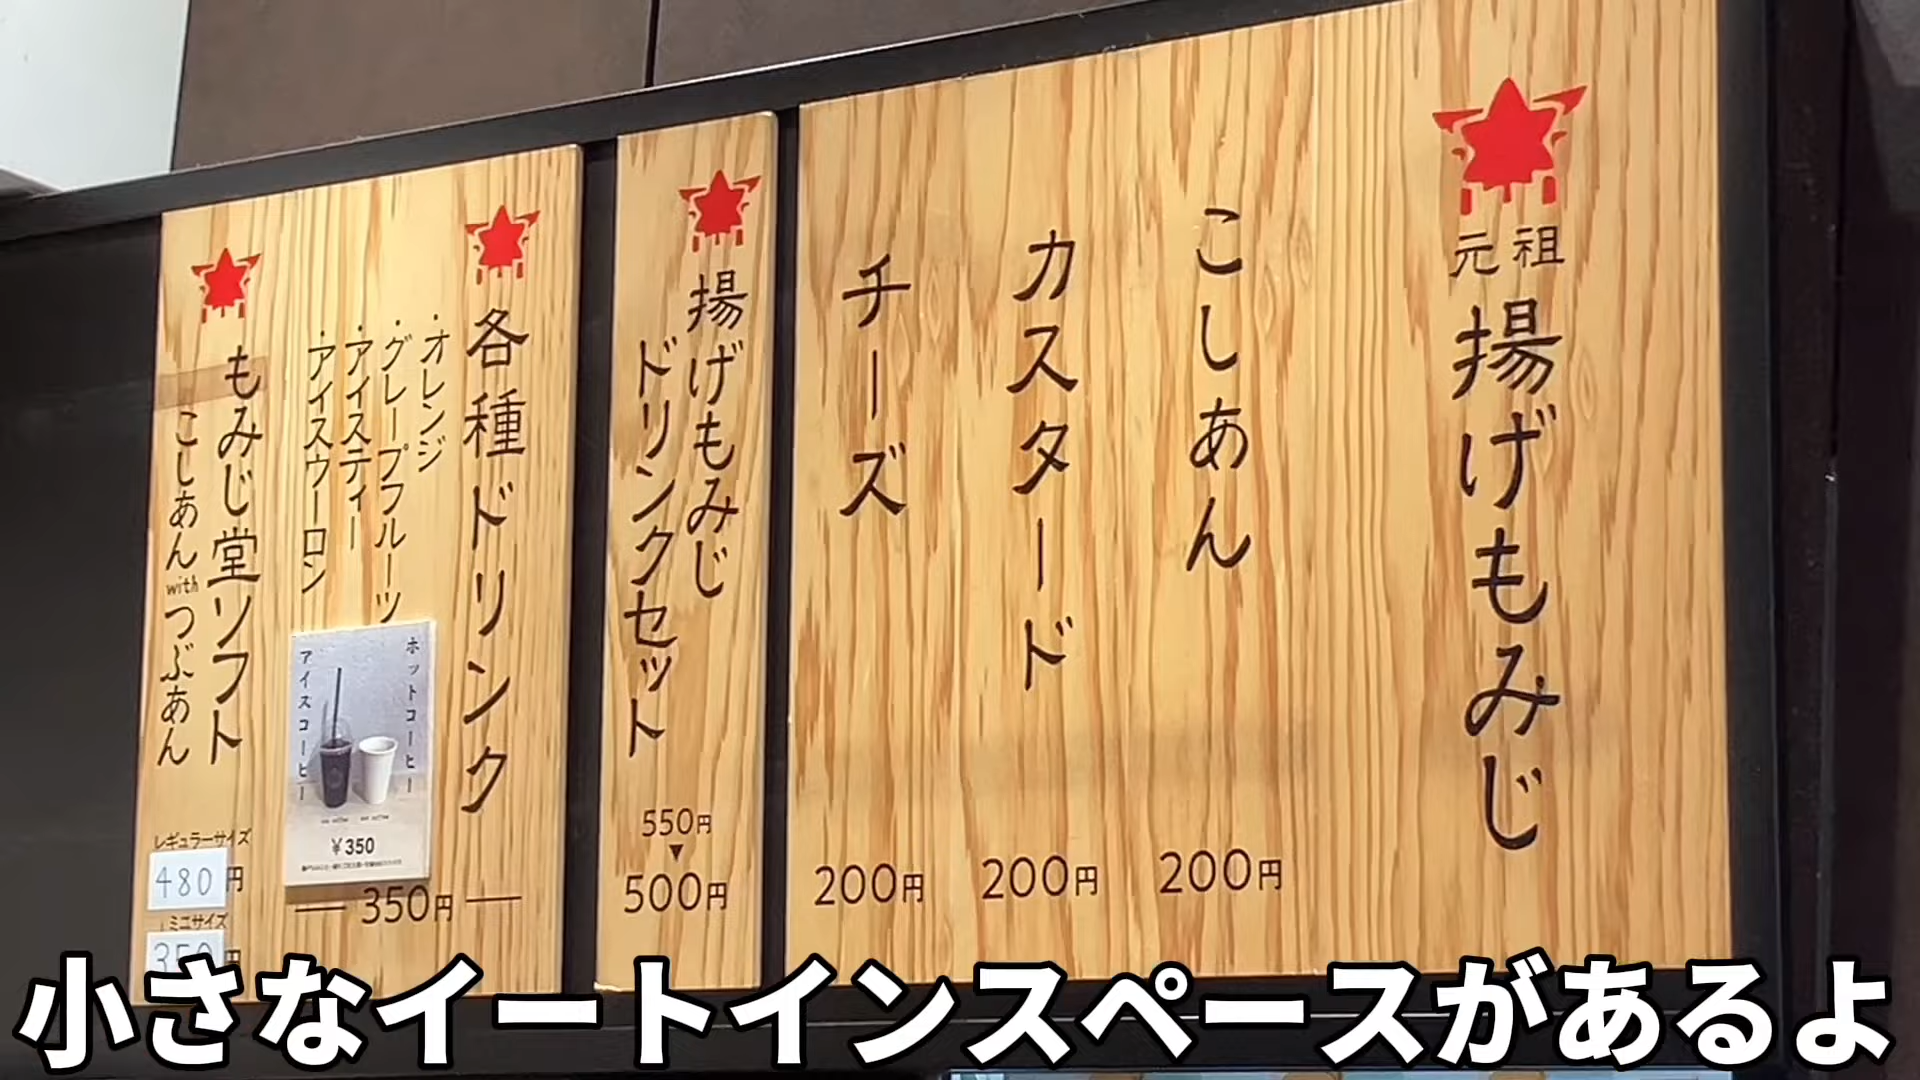 元祖
揚げもみじ
こしあん
200円
カスタード
200円
チーズ
200円
揚げもみじ
ドリンクセット
550円
▼
500円
各種ドリンク
・オレンジ
・グレープフルーツ
・アイスティー
・アイスウーロン
350円
ホットコーヒー
アイスコーヒー
¥350
もみじ堂ソフト
こしあんwithつぶあん
レギュラーサイズ
480円
ミニサイズ
350円
小さなイートインスペースがあるよ